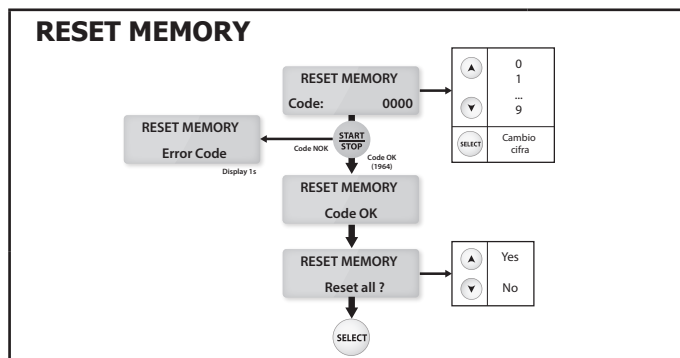 RESET MEMORY
RESET MEMORY
Code: 0000
0
1
...
9
SELECT
Cambio
cifra
RESET MEMORY
Error Code
Display 1s
Code NOK
START
STOP
Code OK
(1964)
RESET MEMORY
Code OK
RESET MEMORY
Reset all ?
Yes
No
SELECT